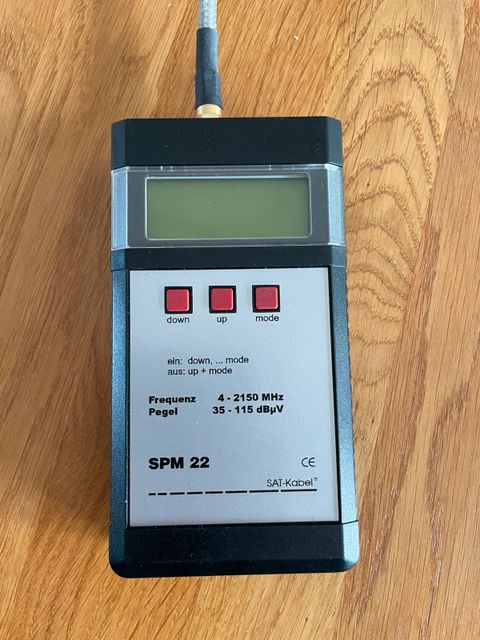 down up mode
ein: down, ... mode
aus: up + mode
Frequenz 4 - 2150 MHz
Pegel 35 - 115 dBµV
SPM 22 CE
SAT-Kabel®